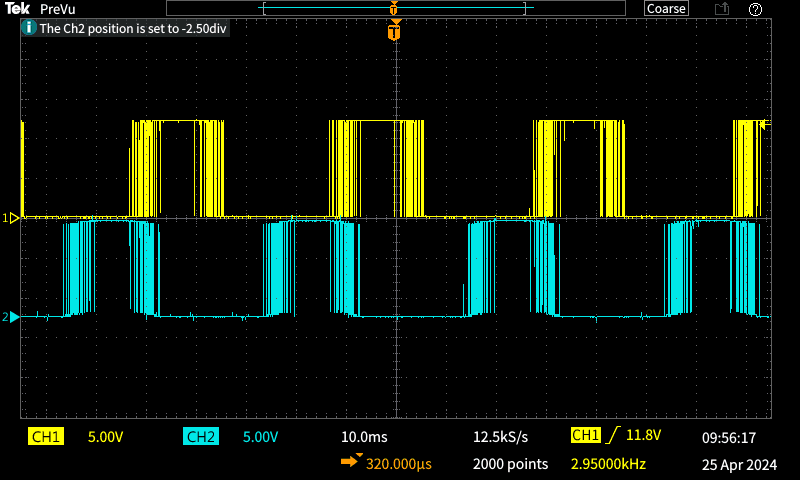 Tek PreVu Coarse
The Ch2 position is set to -2.50div
T
T
1
2
CH1 5.00V CH2 5.00V 10.0ms 12.5kS/s CH1 11.8V 09:56:17
320.000µs 2000 points 2.95000kHz 25 Apr 2024